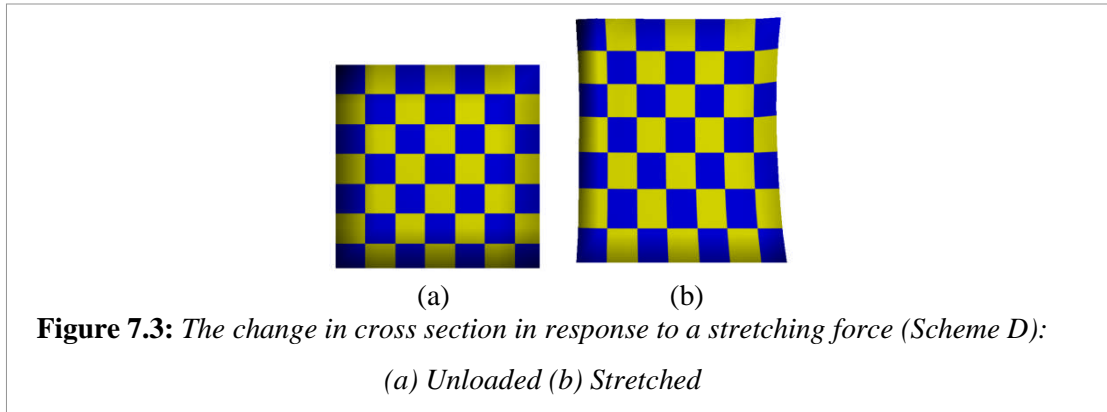 (a) (b)
Figure 7.3: The change in cross section in response to a stretching force (Scheme D):
(a) Unloaded (b) Stretched